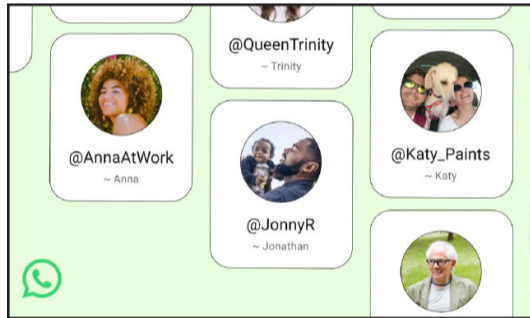 @QueenTrinity
~ Trinity
@AnnaAtWork
~ Anna
@Katy_Paints
~ Katy
@JonnyR
~ Jonathan